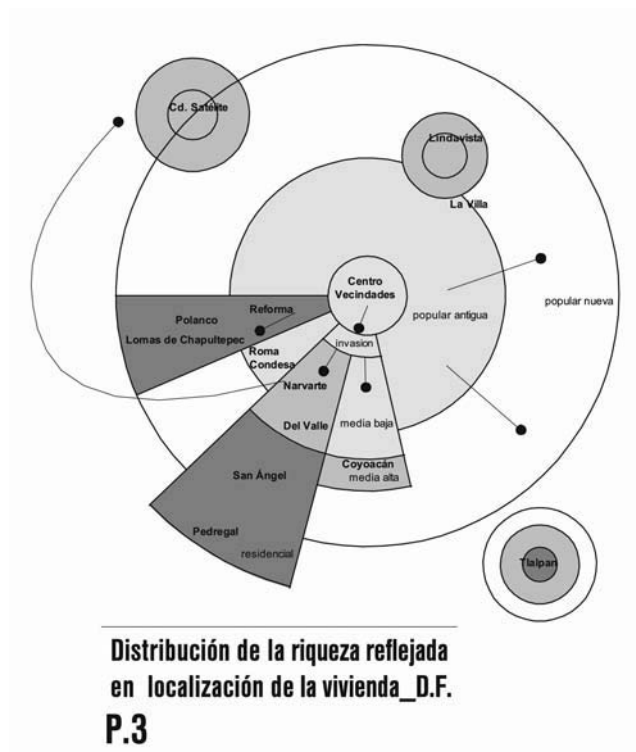 Cd. Satélite
Lindavista
La Villa
Centro
Vecindades
popular antigua
popular nueva
Reforma
Polanco
Lomas de Chapultepec
invasion
Roma
Condesa
Narvarte
Del Valle
media baja
Coyoacán
media alta
San Ángel
Pedregal
residencial
Tlalpan
Distribución de la riqueza reflejada
en localización de la vivienda_D.F.
P.3